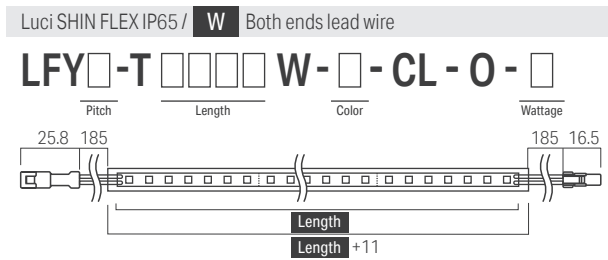 Luci SHIN FLEX IP65 / W Both ends lead wire
LFY□-T□□□□W-□-CL-O-□
Pitch Length Color Wattage
25.8 185 185 16.5
Length
Length +11